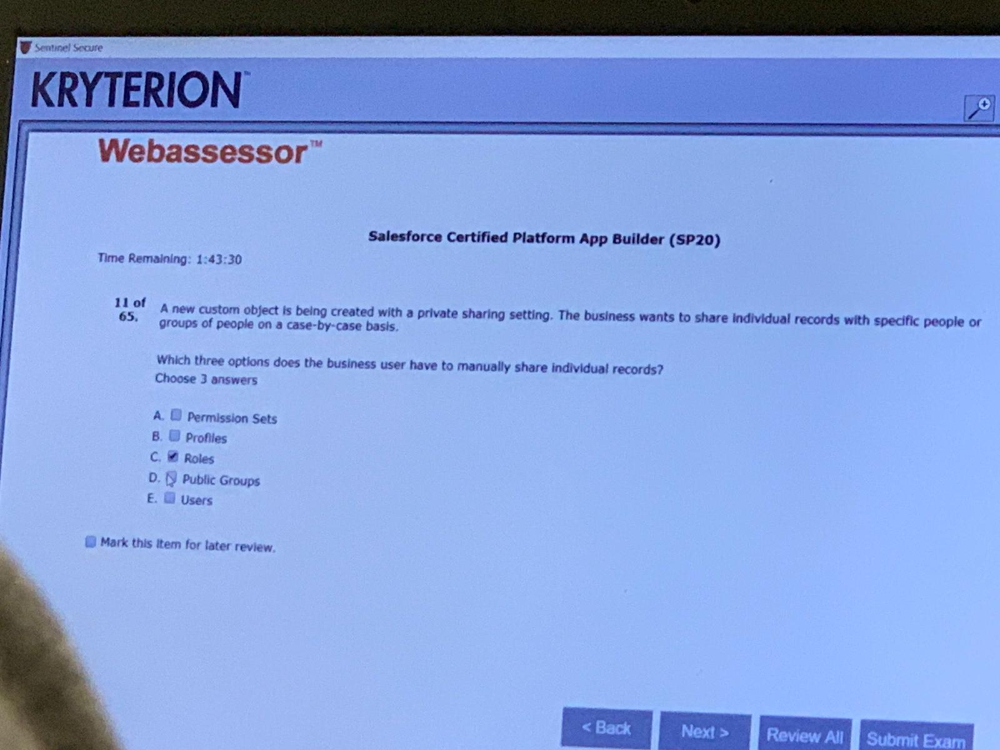 Sentinel Secure
KRYTERION™
Webassessor™
Salesforce Certified Platform App Builder (SP20)
Time Remaining: 1:43:30
11 of
65.
A new custom object is being created with a private sharing setting. The business wants to share individual records with specific people or
groups of people on a case-by-case basis.
Which three options does the business user have to manually share individual records?
Choose 3 answers
A. Permission Sets
B. Profiles
C. Roles
D. Public Groups
E. Users
Mark this item for later review.
< Back
Next >
Review All
Submit Exam